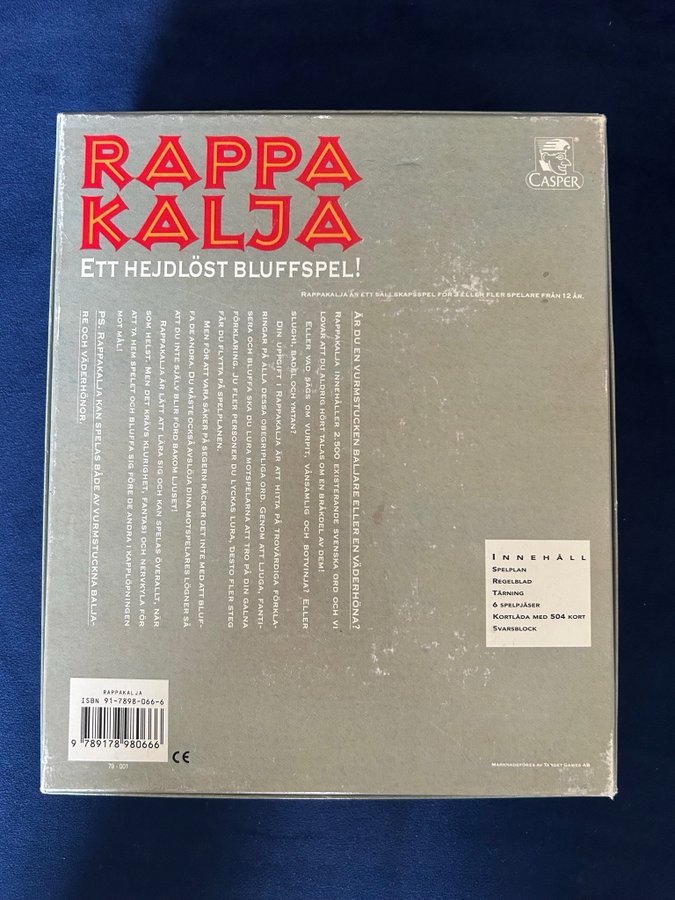 RAPPA
KALJA
ETT HEJDLÖST BLUFFSPEL!
CASPER
®
RAPPAKALJA ÄR ETT SÄLLSKAPSSPEL FÖR 3 ELLER FLER SPELARE FRÅN 12 ÅR.
ÄR DU EN VURMSTUCKEN BALJARE ELLER EN VÄDERHÖNA?
RAPPAKALJA INNEHÅLLER 2.500 EXISTERANDE SVENSKA ORD OCH VI
LOVAR ATT DU ALDRIG HÖRT TALAS OM EN BRÅKDEL AV DEM!
ELLER VAD SÄGS OM VURPIT, VÄNSAMLIG OCH BOTVINJA? ELLER
SLUGHI, BADEL OCH YMTAN?
DIN UPPGIFT I RAPPAKALJA ÄR ATT HITTA PÅ TROVÄRDIGA FÖRKLA-
RINGAR PÅ ALLA DESSA OBEGRIPLIGA ORD. GENOM ATT LJUGA, FANTI-
SERA OCH BLUFFA SKA DU LURA MOTSPELARNA ATT TRO PÅ DIN GALNA
FÖRKLARING. JU FLER PERSONER DU LYCKAS LURA, DESTO FLER STEG
FÅR DU FLYTTA PÅ SPELPLANEN.
MEN FÖR ATT VARA SÄKER PÅ SEGERN RÄCKER DET INTE MED ATT BLUF-
FA DE ANDRA. DU MÅSTE OCKSÅ AVSLÖJA DINA MOTSPELARES LÖGNER SÅ
ATT DU INTE SJÄLV BLIR FÖRD BAKOM LJUSET!
RAPPAKALJA ÄR LÄTT ATT LÄRA SIG OCH KAN SPELAS ÖVERALLT, NÄR
SOM HELST. MEN DET KRÄVS KLURIGHET, FANTASI OCH NERVKYLA FÖR
ATT TA HEM SPELET OCH BLUFFA SIG FÖRE DE ANDRA I KAPPLÖPNINGEN
MOT MÅL!
PS. RAPPAKALJA KAN SPELAS BÅDE AV VURMSTUCKNA BALJA-
RE OCH VÄDERHÖNOR.
INNEHÅLL
SPELPLAN
REGELBLAD
TÄRNING
6 SPELPJÄSER
KORTLÅDA MED 504 KORT
SVARSBLOCK
RAPPAKALJA
ISBN 91-7898-066-6
9 789178 980666
CE
79 - 001
MARKNADSFÖRES AV TARGET GAMES AB